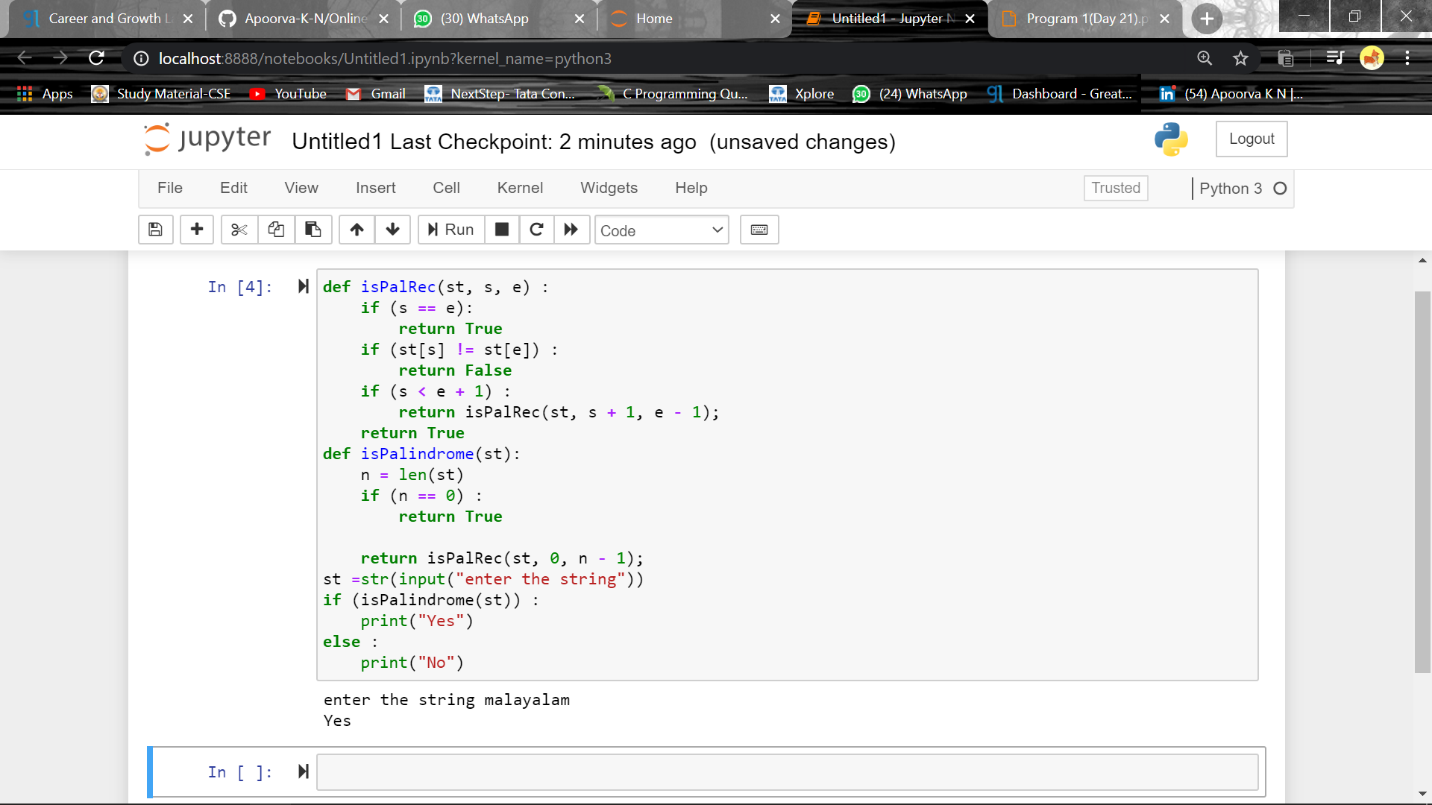 Career and Growth L
Apoorva-K-N/Online
(30) WhatsApp
Home
Untitled1 - Jupyter N
Program 1(Day 21).p
localhost:8888/notebooks/Untitled1.ipynb?kernel_name=python3
Apps
Study Material-CSE
YouTube
Gmail
NextStep- Tata Con...
C Programming Qu...
Xplore
(24) WhatsApp
Dashboard - Great...
(54) Apoorva K N |...
jupyter Untitled1 Last Checkpoint: 2 minutes ago (unsaved changes)
Logout
File Edit View Insert Cell Kernel Widgets Help
Trusted
Python 3
Run
Code
In [4]:
def isPalRec(st, s, e) :
    if (s == e):
        return True
    if (st[s] != st[e]) :
        return False
    if (s < e + 1) :
        return isPalRec(st, s + 1, e - 1);
    return True
def isPalindrome(st):
    n = len(st)
    if (n == 0) :
        return True

    return isPalRec(st, 0, n - 1);
st =str(input("enter the string"))
if (isPalindrome(st)) :
    print("Yes")
else :
    print("No")
enter the string malayalam
Yes
In [ ]: